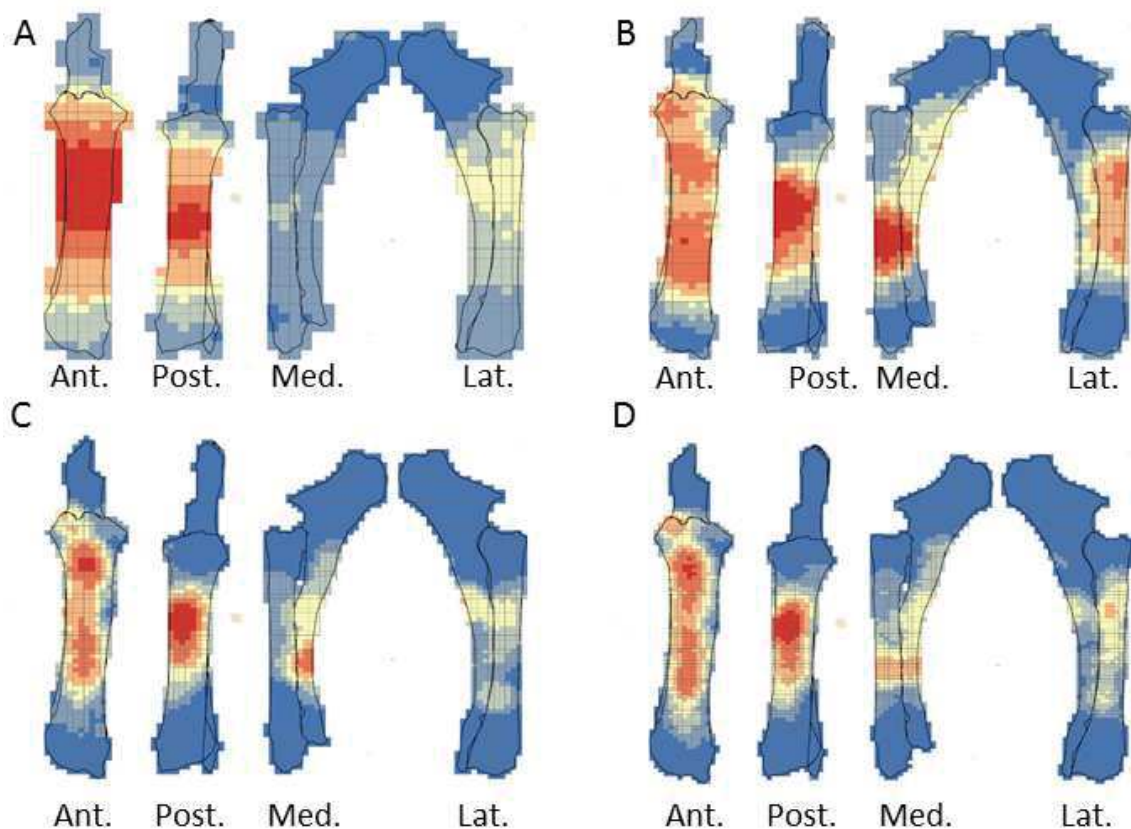 A
B
Ant. Post. Med. Lat.
Ant. Post. Med. Lat.
C
D
Ant. Post. Med. Lat.
Ant. Post. Med. Lat.